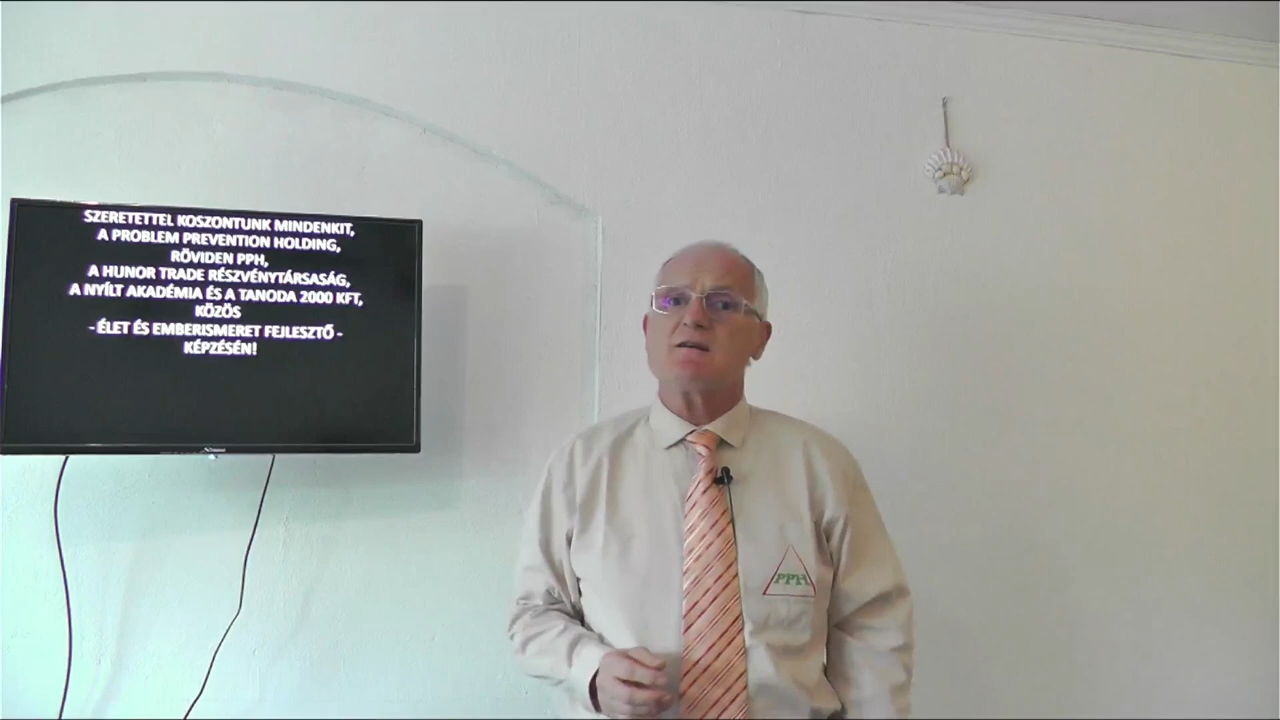 SZERETETTEL KOSZONTUNK MINDENKIT,
A PROBLEM PREVENTION HOLDING,
RÖVIDEN PPH,
A HUNOR TRADE RÉSZVÉNYTÁRSASÁG,
A NYÍLT AKADÉMIA ÉS A TANODA 2000 KFT,
KÖZÖS
- ÉLET ÉS EMBERISMERET FEJLESZTŐ -
KÉPZÉSÉN!
PPH